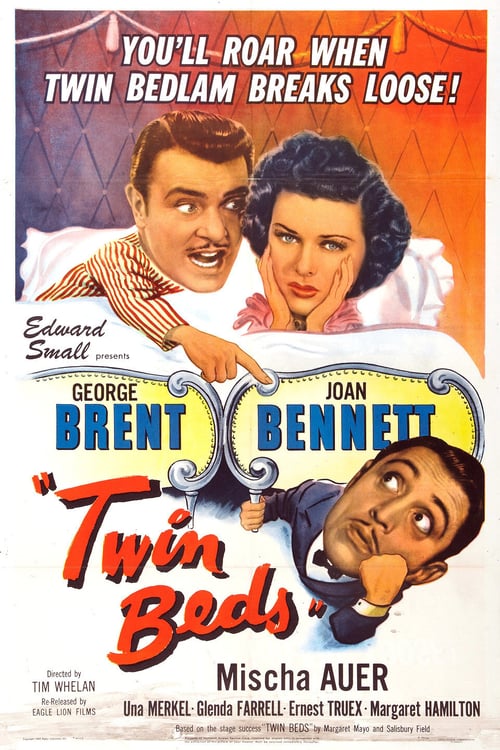 YOU'LL ROAR WHEN
TWIN BEDLAM BREAKS LOOSE!
Edward
Small presents
GEORGE
BRENT
JOAN
BENNETT
"Twin
Beds"
Mischa AUER
Directed by
TIM WHELAN
Re-Released by
EAGLE LION FILMS
Una MERKEL · Glenda FARRELL · Ernest TRUEX · Margaret HAMILTON
Based on the stage success "TWIN BEDS" by Margaret Mayo and Salisbury Field